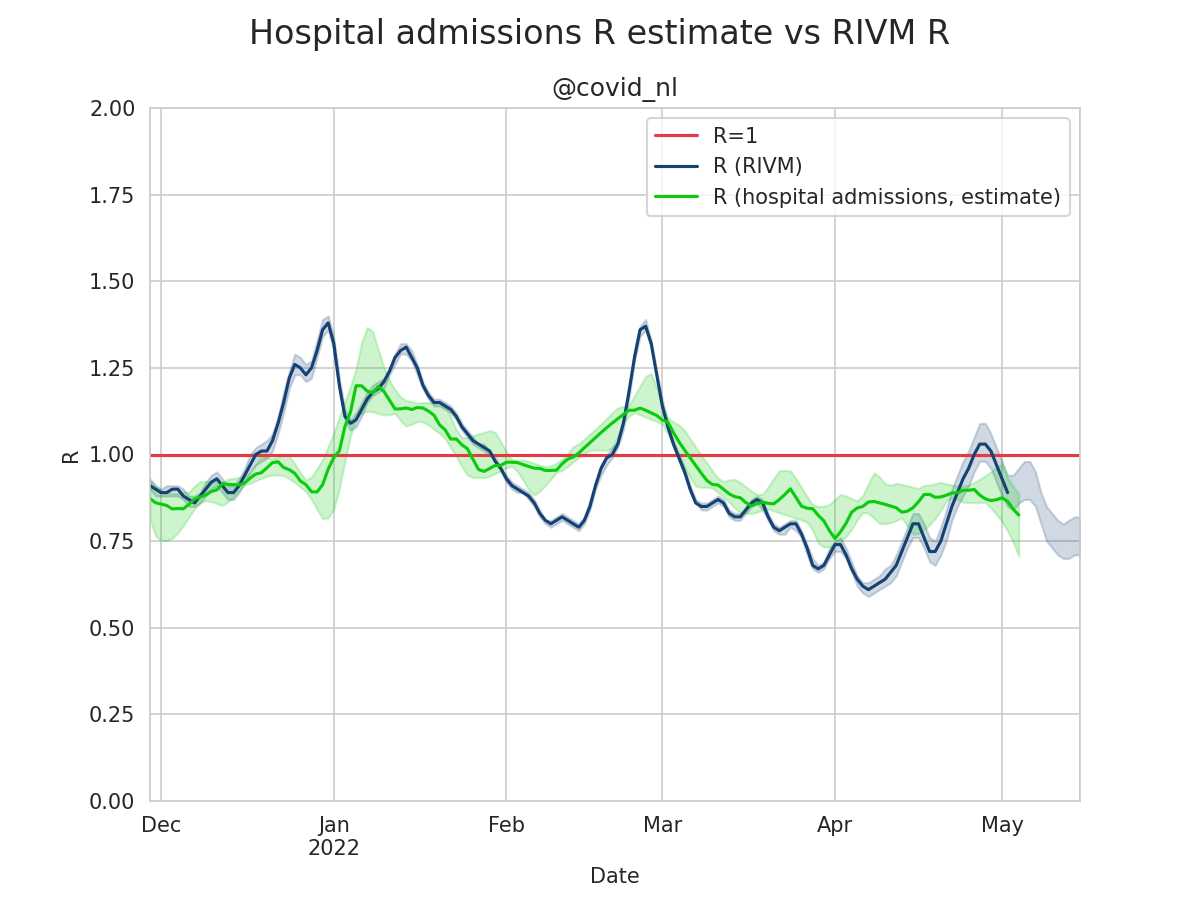 Hospital admissions R estimate vs RIVM R
@covid_nl
R=1
R (RIVM)
R (hospital admissions, estimate)
2.00
1.75
1.50
1.25
1.00
0.75
0.50
0.25
0.00
R
Dec Jan Feb Mar Apr May
2022
Date